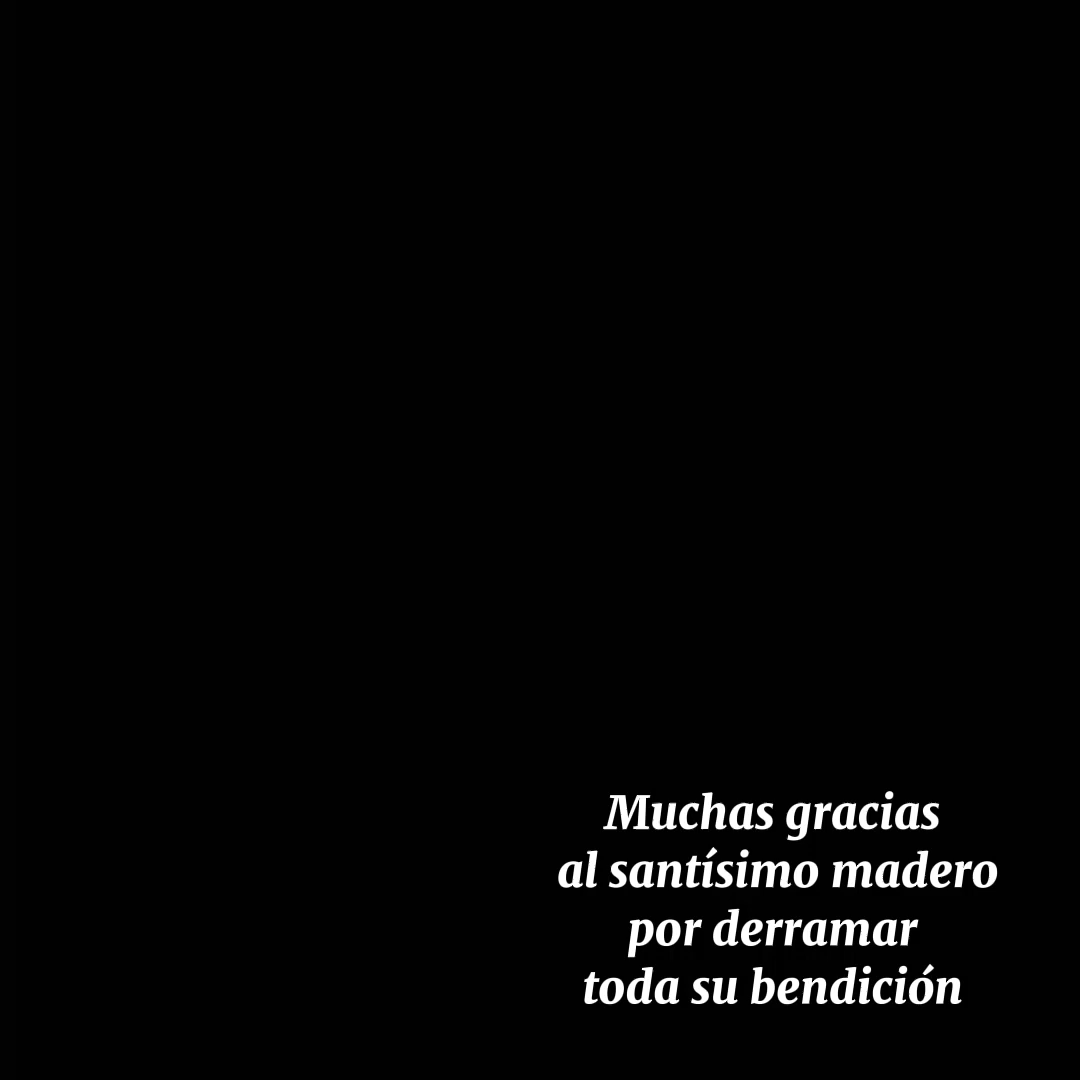 Muchas gracias
al santísimo madero
por derramar
toda su bendición